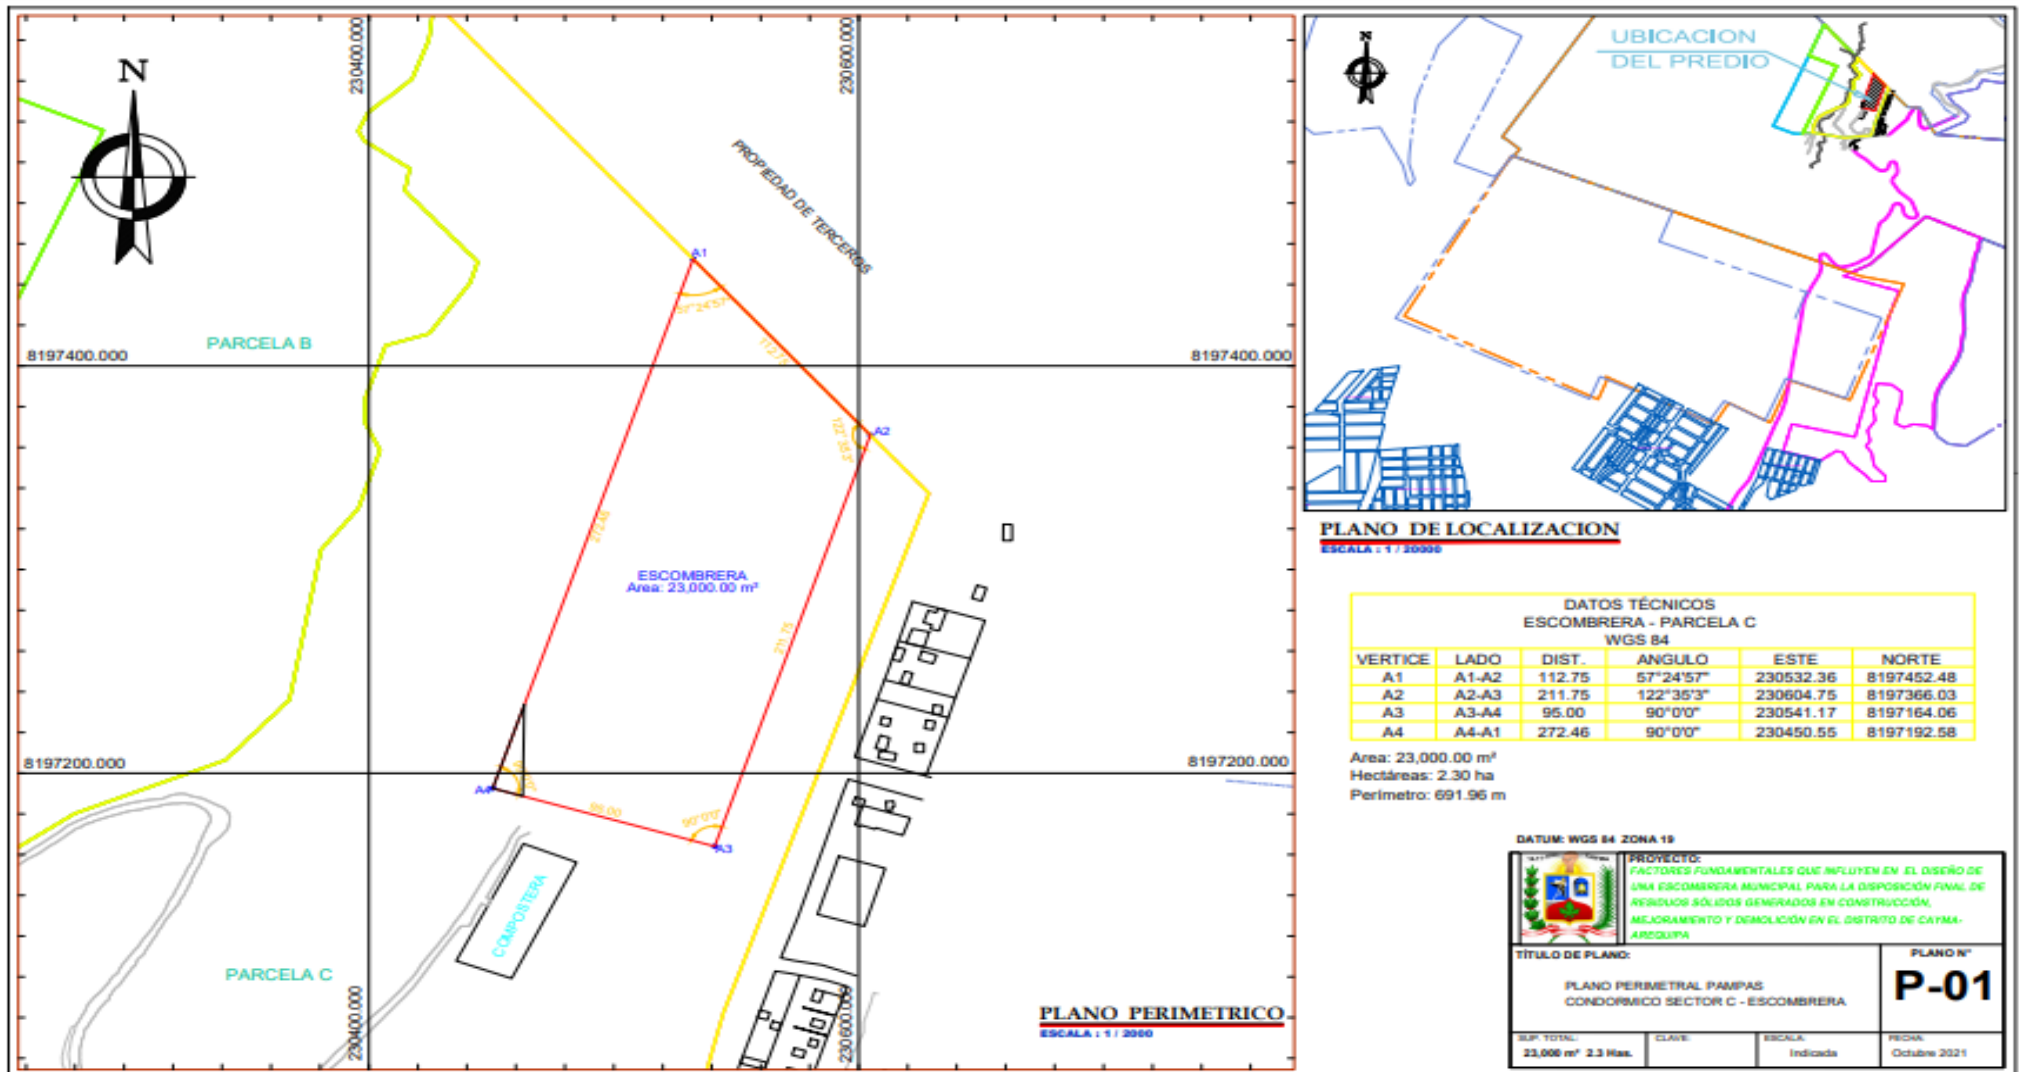 N
230400.000
230600.000
PROPIEDAD DE TERCEROS
A1
57°24'57"
PARCELA B
8197400.000
8197400.000
112.75
A2
122°35'3"
272.46
ESCOMBRERA
Area: 23,000.00 m²
211.75
8197200.000
8197200.000
A4
95.00
90°0'0"
A3
COMPOSTERA
PARCELA C
230400.000
230600.000
PLANO PERIMETRICO
ESCALA : 1 / 2000
N
UBICACION
DEL PREDIO
PLANO DE LOCALIZACION
ESCALA : 1 / 20000
DATOS TÉCNICOS
ESCOMBRERA - PARCELA C
WGS 84
VERTICE LADO DIST. ANGULO ESTE NORTE
A1 A1-A2 112.75 57°24'57" 230532.36 8197452.48
A2 A2-A3 211.75 122°35'3" 230604.75 8197366.03
A3 A3-A4 95.00 90°0'0" 230541.17 8197164.06
A4 A4-A1 272.46 90°0'0" 230450.55 8197192.58
Area: 23,000.00 m²
Hectáreas: 2.30 ha
Perímetro: 691.96 m
DATUM: WGS 84 ZONA 19
PROYECTO:
FACTORES FUNDAMENTALES QUE INFLUYEN EN EL DISEÑO DE
UNA ESCOMBRERA MUNICIPAL PARA LA DISPOSICIÓN FINAL DE
RESIDUOS SÓLIDOS GENERADOS EN CONSTRUCCIÓN,
MEJORAMIENTO Y DEMOLICIÓN EN EL DISTRITO DE CAYMA-
AREQUIPA
TÍTULO DE PLANO:
PLANO PERIMETRAL PAMPAS
CONDORMICO SECTOR C - ESCOMBRERA
PLANO N°
P-01
SUP. TOTAL:
23,000 m² 2.3 Has.
CLAVE:
ESCALA:
Indicada
FECHA:
Octubre 2021